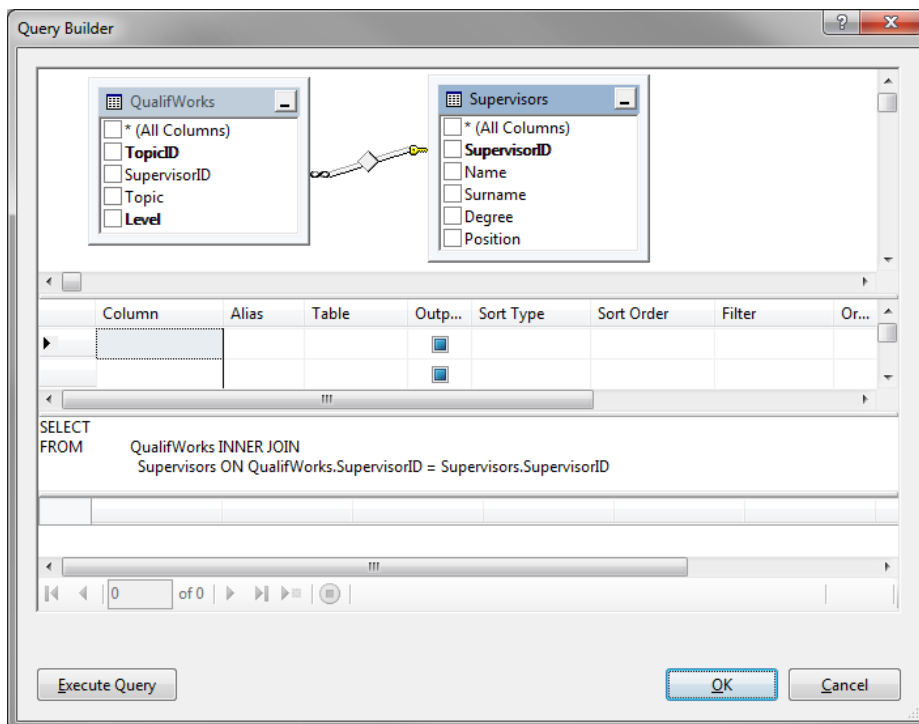 Query Builder
QualifWorks
* (All Columns)
TopicID
SupervisorID
Topic
Level
Supervisors
* (All Columns)
SupervisorID
Name
Surname
Degree
Position
Column Alias Table Outp... Sort Type Sort Order Filter Or...
SELECT
FROM QualifWorks INNER JOIN
Supervisors ON QualifWorks.SupervisorID = Supervisors.SupervisorID
0 of 0
Execute Query OK Cancel